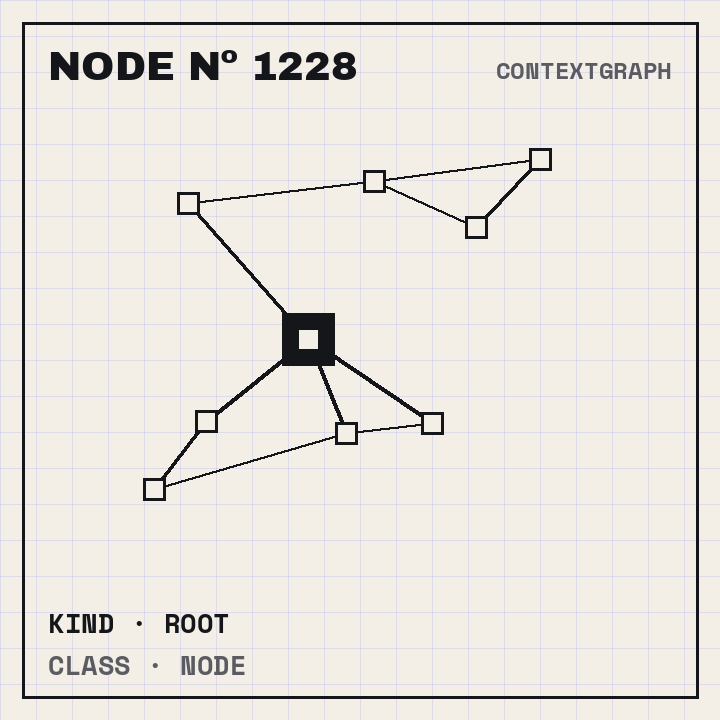 NODE Nº 1228
CONTEXTGRAPH
KIND · ROOT
CLASS · NODE